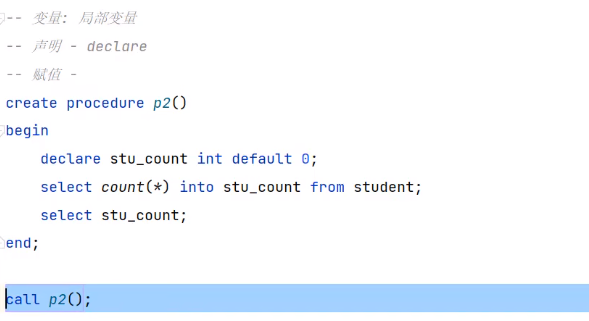 -- 变量: 局部变量
-- 声明 - declare
-- 赋值 -
create procedure p2()
begin
    declare stu_count int default 0;
    select count(*) into stu_count from student;
    select stu_count;
end;
call p2();